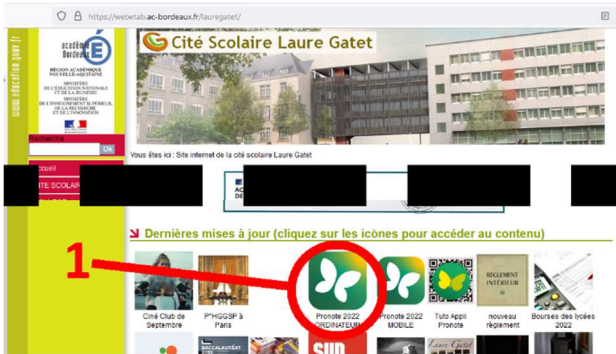 https://webetab.ac-bordeaux.fr/lauregatet/
www.education.gouv.fr
académie
Bordeaux
RÉGION ACADÉMIQUE
NOUVELLE-AQUITAINE
MINISTÈRE
DE L'ÉDUCATION NATIONALE
ET DE LA JEUNESSE
MINISTÈRE
DE L'ENSEIGNEMENT SUPÉRIEUR,
DE LA RECHERCHE
ET DE L'INNOVATION
Cité Scolaire Laure Gatet
Recherche
Ok
Vous êtes ici : Site internet de la cité scolaire Laure Gatet
Dernières mises à jour (cliquez sur les icônes pour accéder au contenu)
1
RÈGLEMENT
INTÉRIEUR
Ciné Club de
Septembre
P'HGGSP à
Paris
Pronote 2022
ORDINATEUR
Pronote 2022
MOBILE
Tuto Appli
Pronote
nouveau
règlement
Bourses des lycées
2022
BACCALAURÉAT
SUD
Laure Gatet